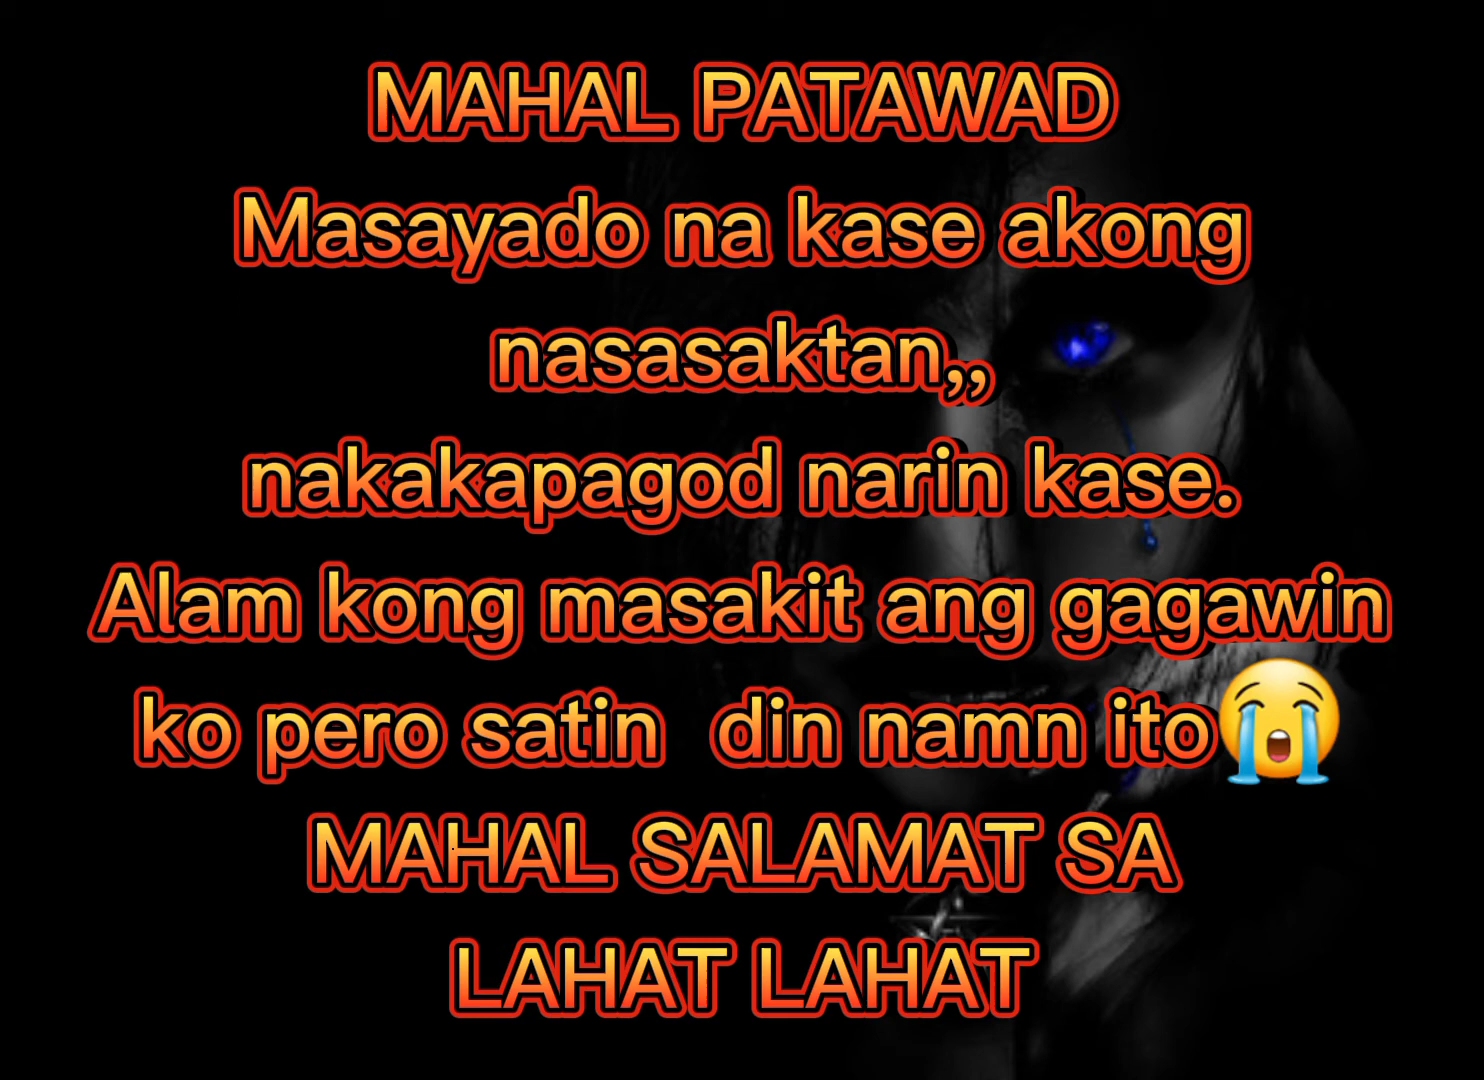 MAHAL PATAWAD
Masayado na kase akong
nasasaktan,,
nakakapagod narin kase.
Alam kong masakit ang gagawin
ko pero satin  din namn ito😭
MAHAL SALAMAT SA
LAHAT LAHAT